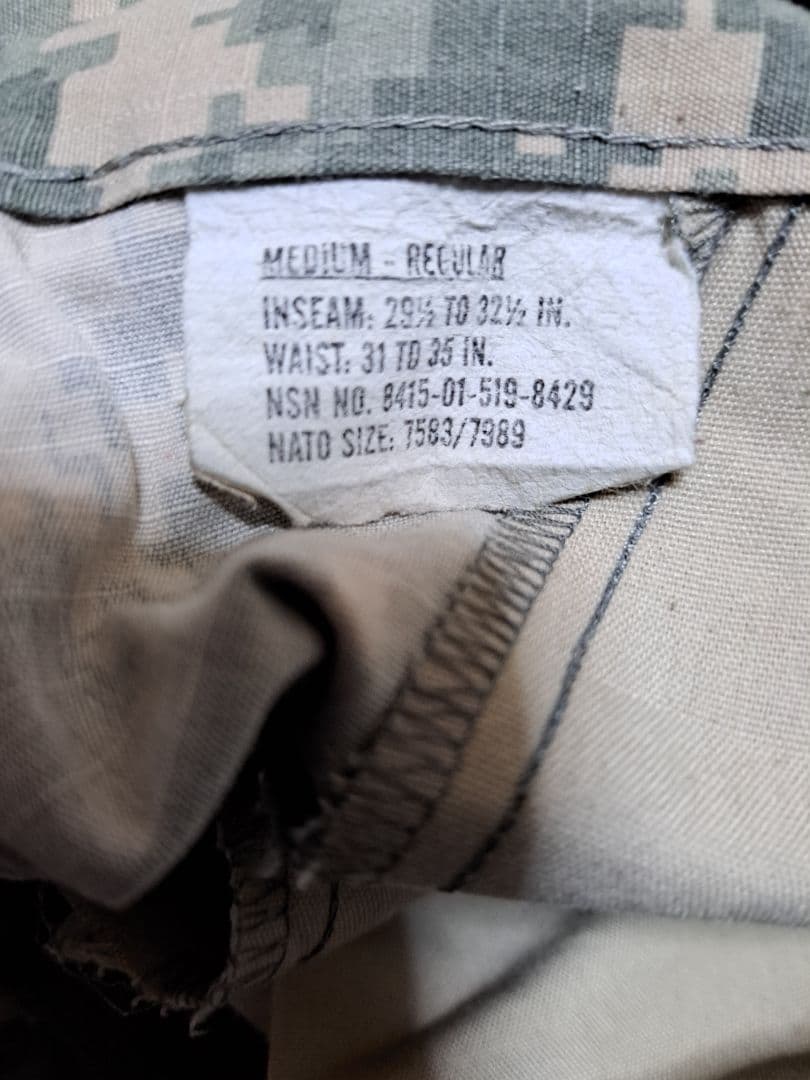 MEDIUM - REGULAR
INSEAM: 29½ TO 32½ IN.
WAIST: 31 TO 35 IN.
NSN NO. 8415-01-519-8429
NATO SIZE: 7583/7989